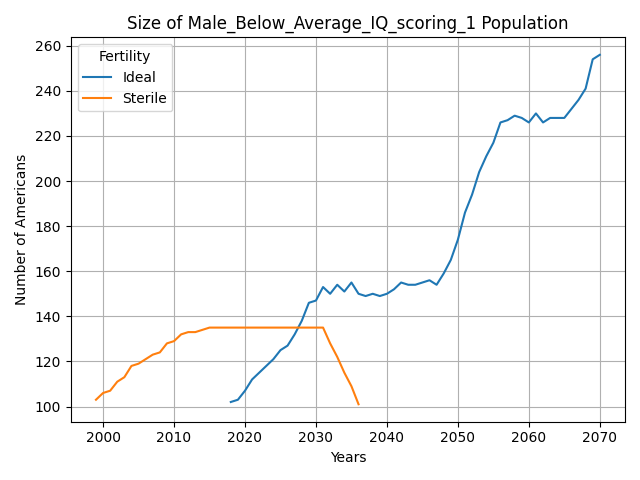 Size of Male_Below_Average_IQ_scoring_1 Population
Fertility
Ideal
Sterile
Number of Americans
260
240
220
200
180
160
140
120
100
2000
2010
2020
2030
2040
2050
2060
2070
Years